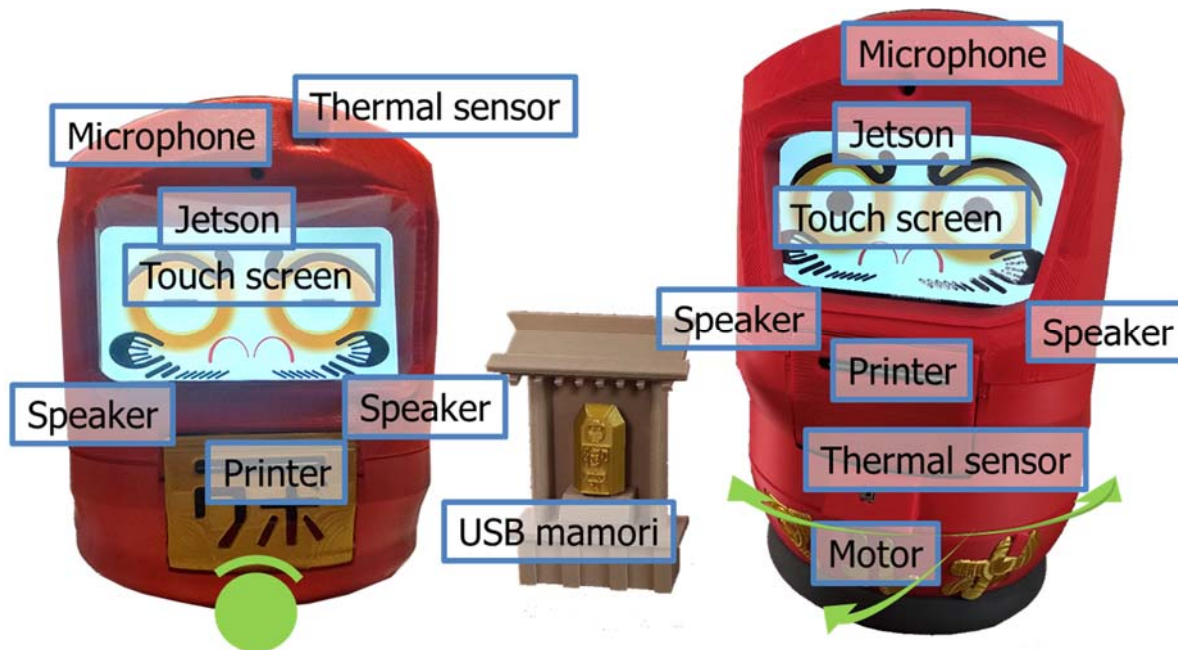 Thermal sensor
Microphone
Jetson
Touch screen
Speaker
Speaker
Printer
USB mamori
Microphone
Jetson
Touch screen
Speaker
Speaker
Printer
Thermal sensor
Motor